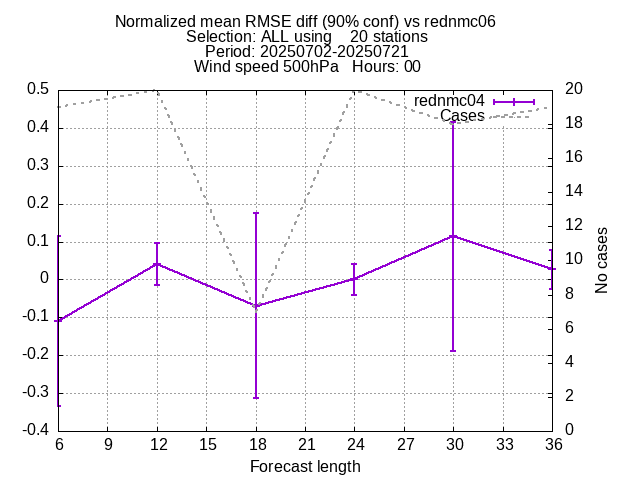 Normalized mean RMSE diff (90% conf) vs rednmc06
Selection: ALL using    20 stations
Period: 20250702-20250721
Wind speed 500hPa   Hours: 00
rednmc04
Cases
0.5
0.4
0.3
0.2
0.1
0
-0.1
-0.2
-0.3
-0.4
20
18
16
14
12
10
8
6
4
2
0
No cases
6 9 12 15 18 21 24 27 30 33 36
Forecast length